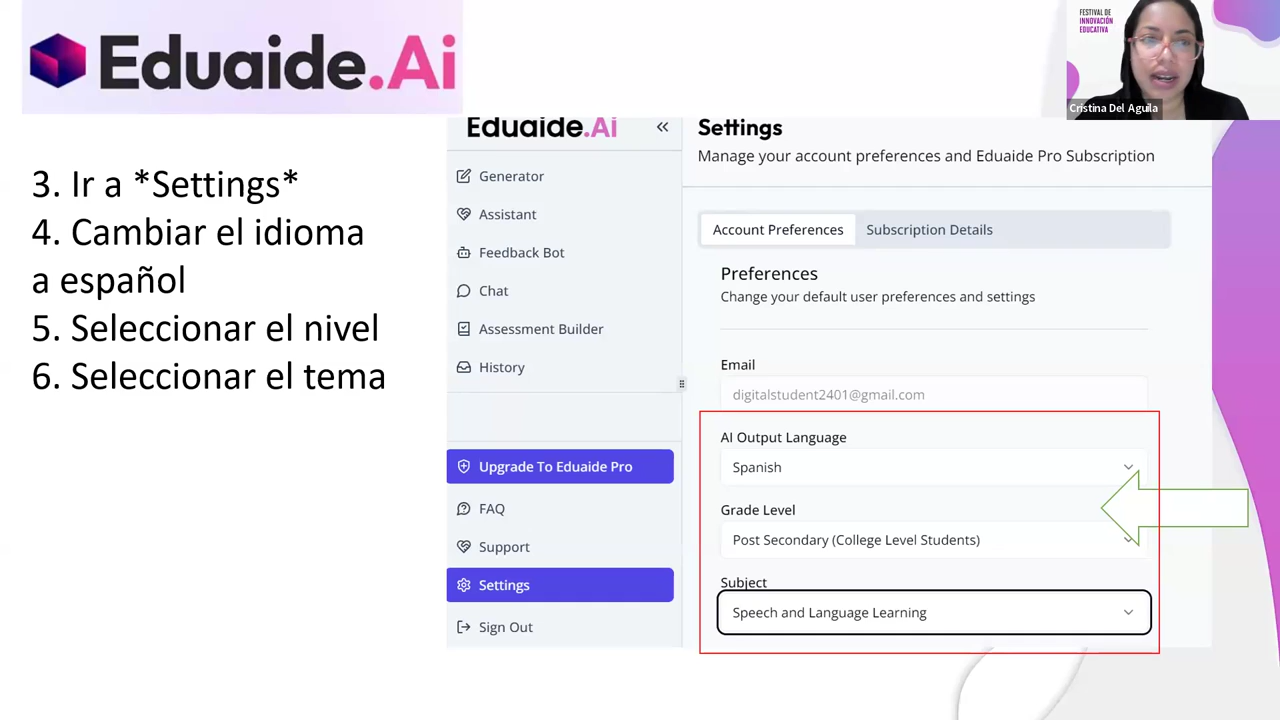 Eduaide.Ai
FESTIVAL DE
INNOVACIÓN
EDUCATIVA
Cristina Del Aguila
3. Ir a *Settings*
4. Cambiar el idioma
a español
5. Seleccionar el nivel
6. Seleccionar el tema
Eduaide.Ai
Generator
Assistant
Feedback Bot
Chat
Assessment Builder
History
Upgrade To Eduaide Pro
FAQ
Support
Settings
Sign Out
Settings
Manage your account preferences and Eduaide Pro Subscription
Account Preferences
Subscription Details
Preferences
Change your default user preferences and settings
Email
digitalstudent2401@gmail.com
AI Output Language
Spanish
Grade Level
Post Secondary (College Level Students)
Subject
Speech and Language Learning